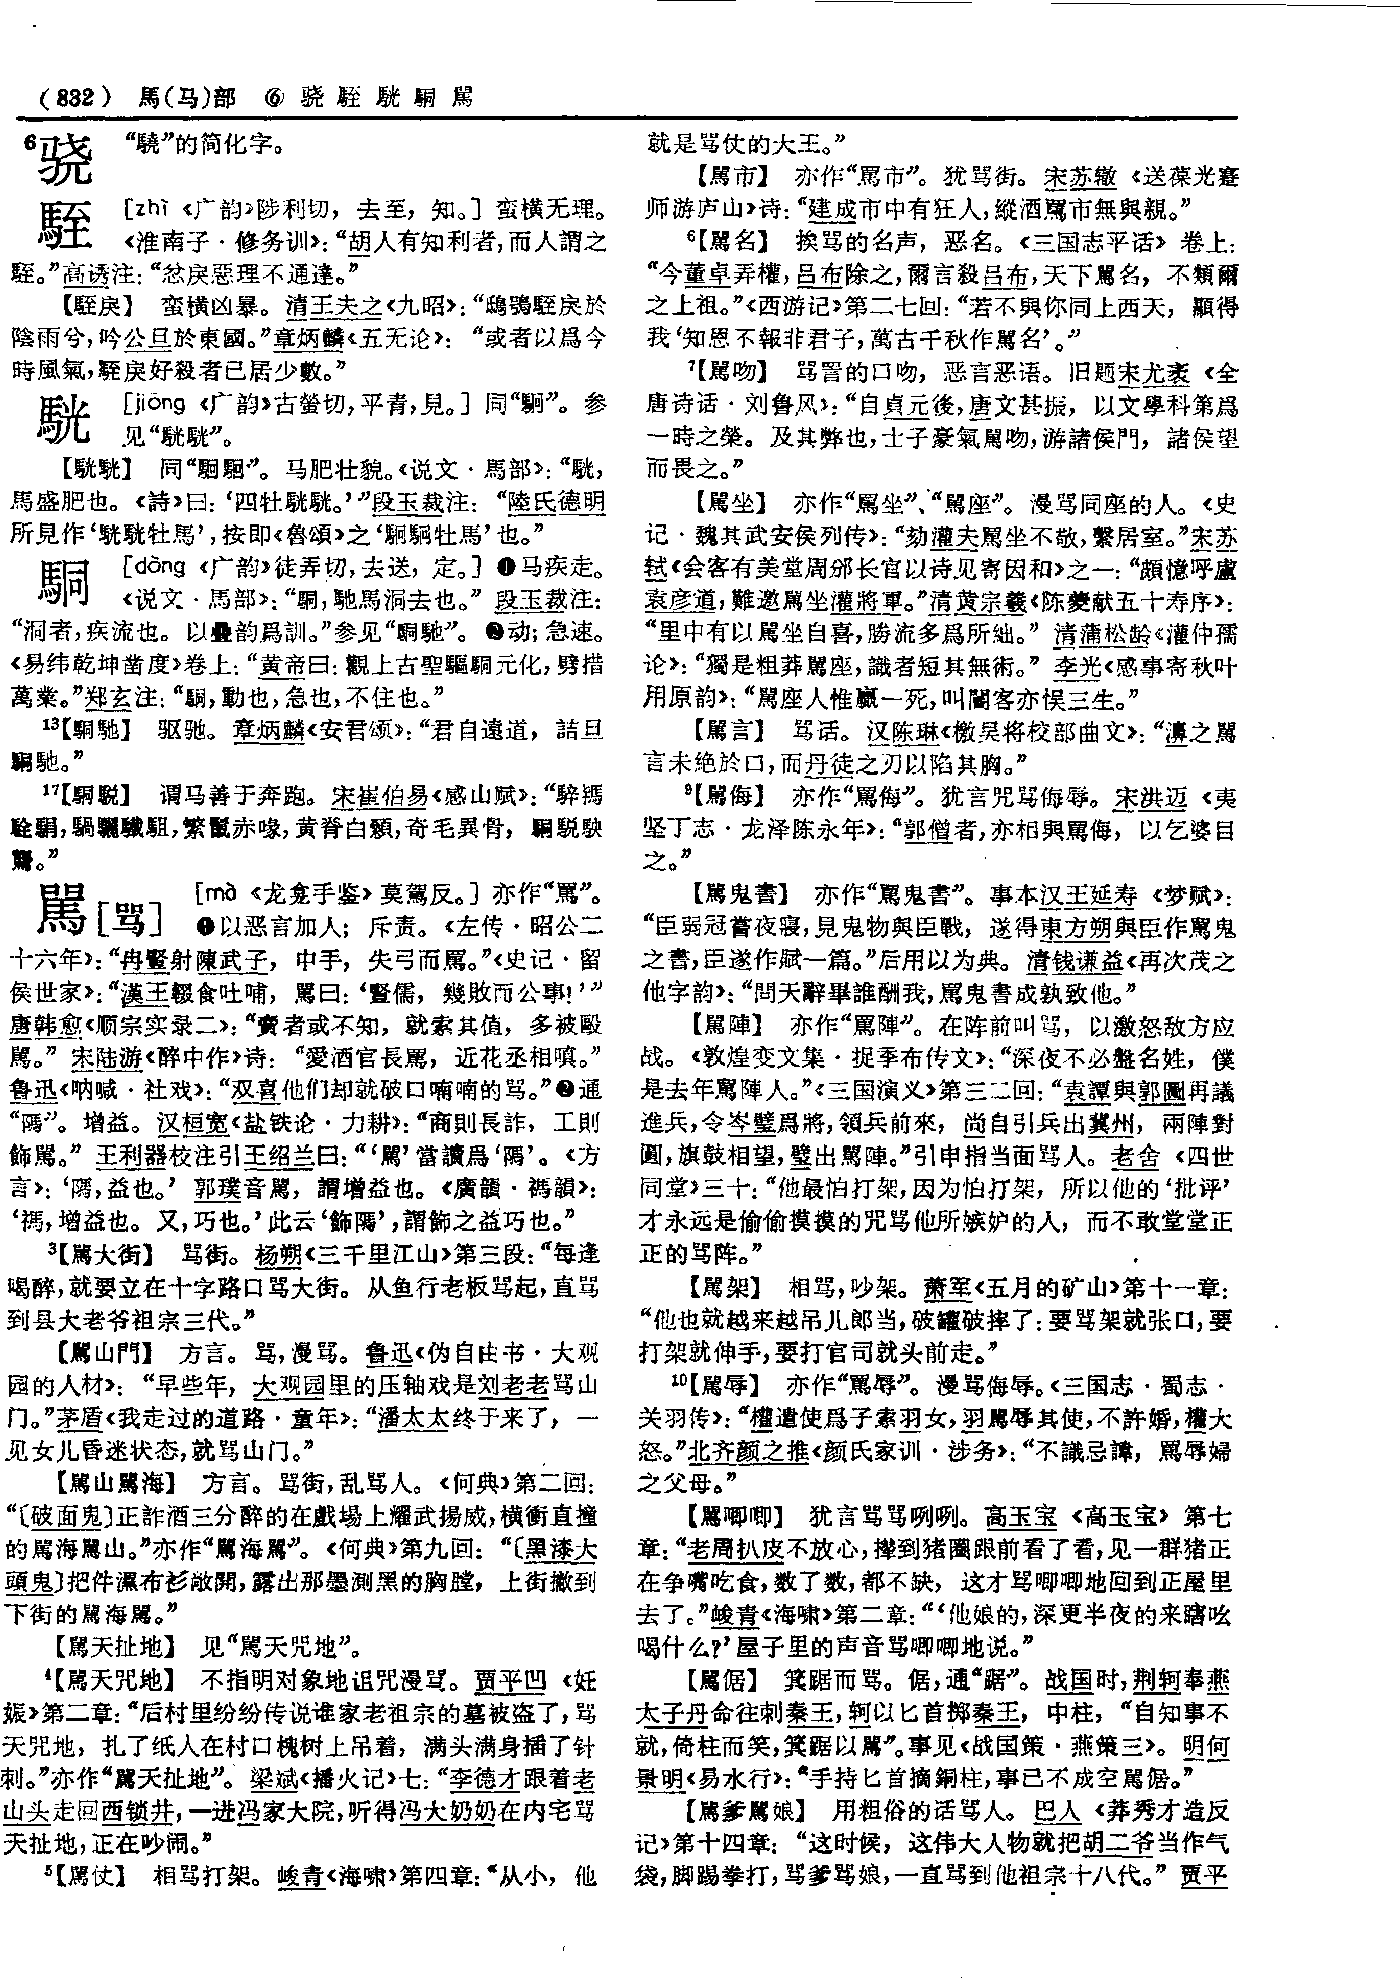 (832) 馬(马)部 ⑥ 骁 駤 駫 駧 駡
⁶骁 “驍”的简化字。
駤 [zhì 《广韵》陟利切，去至，知。] 蛮横无理。
《淮南子·修务训》：“胡人有知利者，而人謂之
駤。”高诱注：“忿戾惡理不通達。”
【駤戾】 蛮横凶暴。清王夫之《九昭》：“鴟鴞駤戾於
陰雨兮，吟公旦於東國。”章炳麟《五无论》：“或者以爲今
時風氣，駤戾好殺者已居少數。”
駫 [jiōng 《广韵》古螢切，平青，見。] 同“駉”。参
见“駫駫”。
【駫駫】 同“駉駉”。马肥壮貌。《说文·馬部》：“駫，
馬盛肥也。《詩》曰：‘四牡駫駫。’”段玉裁注：“陸氏德明
所見作‘駫駫牡馬’，按即《魯頌》之‘駉駉牡馬’也。”
駧 [dòng 《广韵》徒弄切，去送，定。] ❶马疾走。
《说文·馬部》：“駧，馳馬洞去也。”段玉裁注：
“洞者，疾流也。以疊韵爲訓。”参见“駧馳”。❷动；急速。
《易纬乾坤凿度》卷上：“黄帝曰：觀上古聖驅駧元化，劈措
萬業。”郑玄注：“駧，動也，急也，不住也。”
¹³【駧馳】 驱驰。章炳麟《安君颂》：“君自遠道，詰旦
駧馳。”
¹⁷【駧駾】 谓马善于奔跑。宋崔伯易《感山赋》：“
赤喙，黄脊白顛，奇毛異骨，駧駾駃
。”
駡[骂] [mà 《龙龛手鉴》莫駕反。] 亦作“罵”。
❶以恶言加人；斥责。《左传·昭公二
十六年》：“冉豎射陳武子，中手，失弓而駡。”《史记·留
侯世家》：“漢王輟食吐哺，駡曰：‘豎儒，幾敗而公事！’”
唐韩愈《顺宗实录二》：“賣者或不知，就索其值，多被毆
駡。”宋陆游《醉中作》诗：“愛酒官長駡，近花丞相嗔。”
鲁迅《呐喊·社戏》：“双喜他们却就破口喃喃的骂。”❷通
“隲”。增益。汉桓宽《盐铁论·力耕》：“商則長詐，工則
飾駡。”王利器校注引王绍兰曰：“‘駡’當讀爲‘隲’。《方
言》：‘隲，益也。’郭璞音駡，謂增益也。《廣韻·禡韻》：
‘禡，增益也。又，巧也。’此云‘飾隲’，謂飾之益巧也。”
³【駡大街】 骂街。杨朔《三千里江山》第三段：“每逢
喝醉，就要立在十字路口骂大街。从鱼行老板骂起，直骂
到县大老爷祖宗三代。”
【駡山門】 方言。骂，漫骂。鲁迅《伪自由书·大观
园的人材》：“早些年，大观园里的压轴戏是刘老老骂山
门。”茅盾《我走过的道路·童年》：“潘太太终于来了，一
见女儿昏迷状态，就骂山门。”
【駡山駡海】 方言。骂街，乱骂人。《何典》第二回：
“〔破面鬼〕正詐酒三分醉的在戲場上耀武揚威，橫衝直撞
的駡海駡山。”亦作“駡海駡”。《何典》第九回：“〔黑漆大
頭鬼〕把件瀑布衫敞開，露出那墨測黑的胸膛，上街撇到
下街的駡海駡。”
【駡天扯地】 见“駡天咒地”。
⁴【駡天咒地】 不指明对象地诅咒漫骂。贾平凹《妊
娠》第二章：“后村里纷纷传说谁家老祖宗的墓被盗了，骂
天咒地，扎了纸人在村口槐树上吊着，满头满身插了针
刺。”亦作“駡天扯地”。梁斌《播火记》七：“李德才跟着老
山头走回西锁井，一进冯家大院，听得冯大奶奶在内宅骂
天扯地，正在吵闹。”
⁵【駡仗】 相骂打架。峻青《海啸》第四章：“从小，他
就是骂仗的大王。”
【駡市】 亦作“罵市”。犹骂街。宋苏辙《送葆光蹇
师游庐山》诗：“建成市中有狂人，縱酒駡市無與親。”
⁶【駡名】 挨骂的名声，恶名。《三国志平话》卷上：
“今董卓弄權，吕布除之，爾言殺吕布，天下駡名，不類爾
之上祖。”《西游记》第二七回：“若不與你同上西天，顯得
我‘知恩不報非君子，萬古千秋作駡名’。”
⁷【駡吻】 骂詈的口吻，恶言恶语。旧题宋尤袤《全
唐诗话·刘鲁风》：“自貞元後，唐文甚振，以文學科第爲
一時之榮。及其弊也，士子豪氣駡吻，游諸侯門，諸侯望
而畏之。”
【駡坐】 亦作“罵坐”、“駡座”。漫骂同座的人。《史
记·魏其武安侯列传》：“劾灌夫駡坐不敬，繫居室。”宋苏
轼《会客有美堂周邠长官以诗见寄因和》之一：“頗憶呼盧
袁彦道，難邀駡坐灌將軍。”清黄宗羲《陈夔献五十寿序》：
“里中有以駡坐自喜，勝流多爲所絀。”清蒲松龄《灌仲孺
论》：“獨是粗莽駡座，識者短其無術。”李光《感事寄秋叶
用原韵》：“駡座人惟贏一死，叫閽客亦悮三生。”
【駡言】 骂话。汉陈琳《檄吴将校部曲文》：“濞之駡
言未絶於口，而丹徒之刃以陷其胸。”
⁹【駡侮】 亦作“罵侮”。犹言咒骂侮辱。宋洪迈《夷
坚丁志·龙泽陈永年》：“郭僧者，亦相與罵侮，以乞婆目
之。”
【駡鬼書】 亦作“罵鬼書”。事本汉王延寿《梦赋》：
“臣弱冠嘗夜寢，見鬼物與臣戰，遂得東方朔與臣作駡鬼
之書，臣遂作賦一篇。”后用以为典。清钱谦益《再次茂之
他字韵》：“問天辭畢誰酬我，駡鬼書成孰致他。”
【駡陣】 亦作“罵陣”。在阵前叫骂，以激怒敌方应
战。《敦煌变文集·捉季布传文》：“深夜不必盤名姓，僕
是去年駡陣人。”《三国演义》第三二回：“袁譚與郭圖再議
進兵，令岑璧爲將，領兵前來，尚自引兵出冀州，兩陣對
圓，旗鼓相望，璧出駡陣。”引申指当面骂人。老舍《四世
同堂》三十：“他最怕打架，因为怕打架，所以他的‘批评’
才永远是偷偷摸摸的咒骂他所嫉妒的人，而不敢堂堂正
正的骂阵。”
【駡架】 相骂，吵架。萧军《五月的矿山》第十一章：
“他也就越来越吊儿郎当，破罐破摔了：要骂架就张口，要
打架就伸手，要打官司就头前走。”
¹⁰【駡辱】 亦作“罵辱”。漫骂侮辱。《三国志·蜀志·
关羽传》：“權遣使爲子索羽女，羽駡辱其使，不許婚，權大
怒。”北齐颜之推《颜氏家训·涉务》：“不識忌諱，罵辱婦
之父母。”
【駡唧唧】 犹言骂骂咧咧。高玉宝《高玉宝》第七
章：“老周扒皮不放心，撵到猪圈跟前看了看，见一群猪正
在争嘴吃食，数了数，都不缺，这才骂唧唧地回到正屋里
去了。”峻青《海啸》第二章：“‘他娘的，深更半夜的来瞎吆
喝什么？’屋子里的声音骂唧唧地说。”
【駡倨】 箕踞而骂。倨，通“踞”。战国时，荆轲奉燕
太子丹命往刺秦王，轲以匕首掷秦王，中柱，“自知事不
就，倚柱而笑，箕踞以駡”。事见《战国策·燕策三》。明何
景明《易水行》：“手持匕首摘銅柱，事已不成空駡倨。”
【駡爹駡娘】 用粗俗的话骂人。巴人《莽秀才造反
记》第十四章：“这时候，这伟大人物就把胡二爷当作气
袋，脚踢拳打，骂爹骂娘，一直骂到他祖宗十八代。”贾平